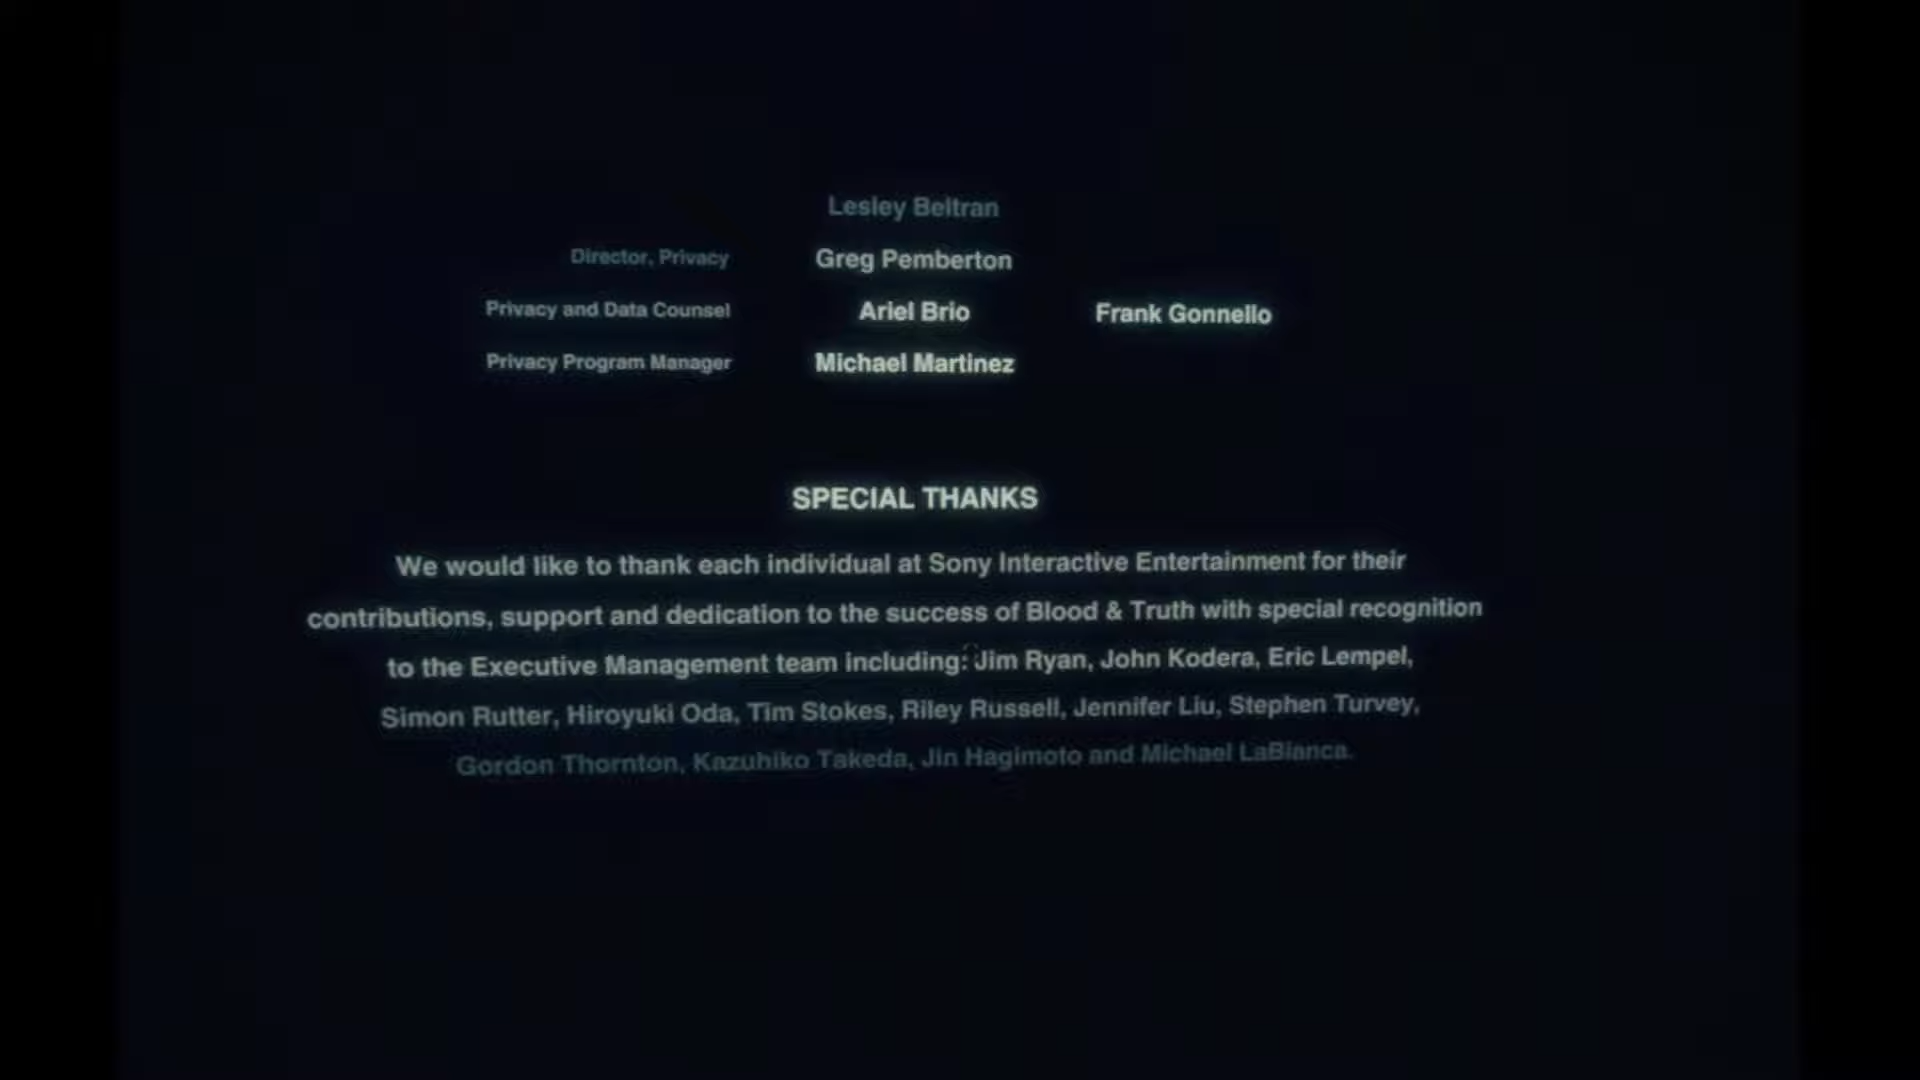 Lesley Beltran
Director, Privacy Greg Pemberton
Privacy and Data Counsel Ariel Brio Frank Gonnello
Privacy Program Manager Michael Martinez
SPECIAL THANKS
We would like to thank each individual at Sony Interactive Entertainment for their
contributions, support and dedication to the success of Blood & Truth with special recognition
to the Executive Management team including: Jim Ryan, John Kodera, Eric Lempel,
Simon Rutter, Hiroyuki Oda, Tim Stokes, Riley Russell, Jennifer Liu, Stephen Turvey,
Gordon Thornton, Kazuhiko Takeda, Jin Hagimoto and Michael LaBianca.